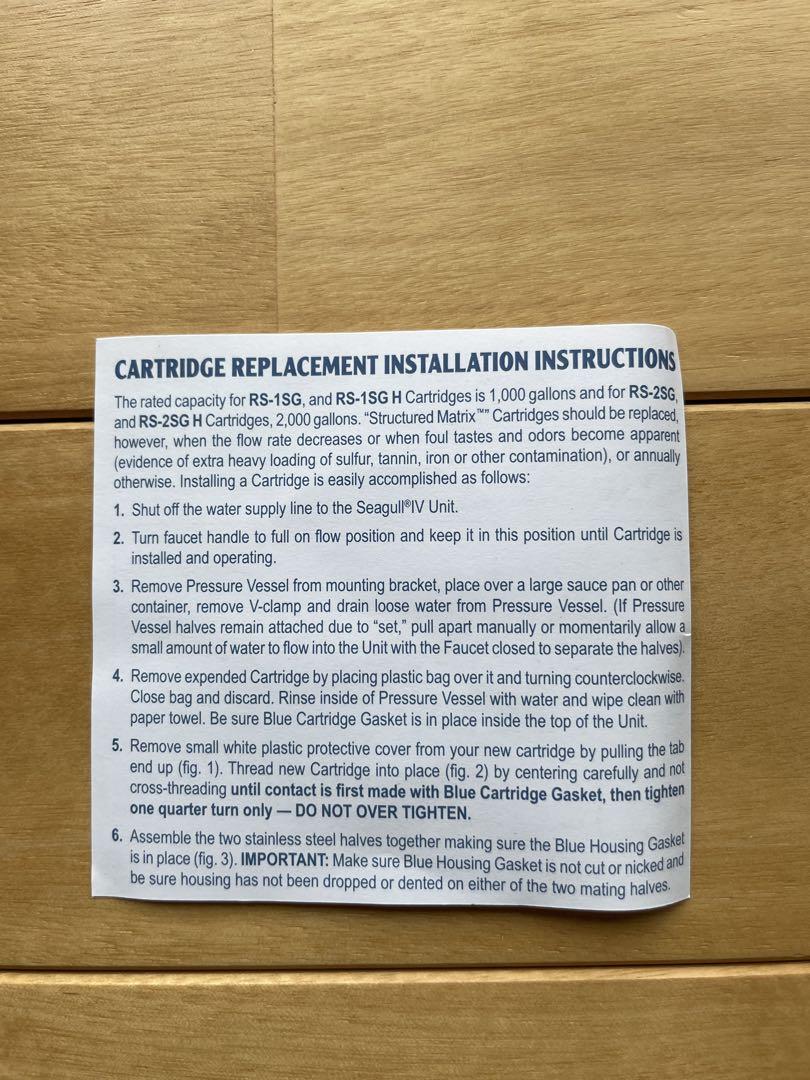 CARTRIDGE REPLACEMENT INSTALLATION INSTRUCTIONS
The rated capacity for RS-1SG, and RS-1SG H Cartridges is 1,000 gallons and for RS-2SG,
and RS-2SG H Cartridges, 2,000 gallons. “Structured Matrix™” Cartridges should be replaced,
however, when the flow rate decreases or when foul tastes and odors become apparent
(evidence of extra heavy loading of sulfur, tannin, iron or other contamination), or annually
otherwise. Installing a Cartridge is easily accomplished as follows:
1. Shut off the water supply line to the Seagull®IV Unit.
2. Turn faucet handle to full on flow position and keep it in this position until Cartridge is
installed and operating.
3. Remove Pressure Vessel from mounting bracket, place over a large sauce pan or other
container, remove V-clamp and drain loose water from Pressure Vessel. (If Pressure
Vessel halves remain attached due to “set,” pull apart manually or momentarily allow a
small amount of water to flow into the Unit with the Faucet closed to separate the halves).
4. Remove expended Cartridge by placing plastic bag over it and turning counterclockwise.
Close bag and discard. Rinse inside of Pressure Vessel with water and wipe clean with
paper towel. Be sure Blue Cartridge Gasket is in place inside the top of the Unit.
5. Remove small white plastic protective cover from your new cartridge by pulling the tab
end up (fig. 1). Thread new Cartridge into place (fig. 2) by centering carefully and not
cross-threading until contact is first made with Blue Cartridge Gasket, then tighten
one quarter turn only — DO NOT OVER TIGHTEN.
6. Assemble the two stainless steel halves together making sure the Blue Housing Gasket
is in place (fig. 3). IMPORTANT: Make sure Blue Housing Gasket is not cut or nicked and
be sure housing has not been dropped or dented on either of the two mating halves.